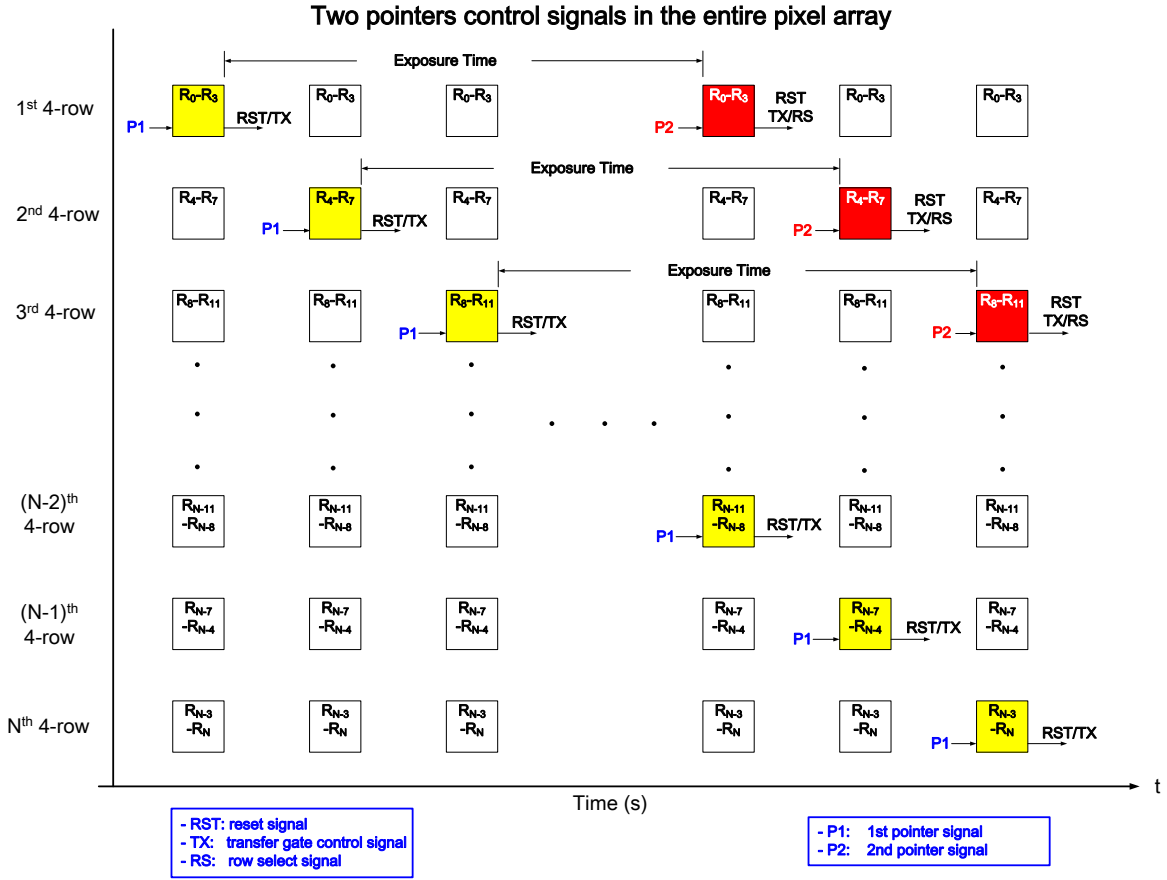 Two pointers control signals in the entire pixel array
Exposure Time
1st 4-row
R0-R3 R0-R3 R0-R3 R0-R3 R0-R3 R0-R3
P1 RST/TX P2 RST
TX/RS
Exposure Time
2nd 4-row
R4-R7 R4-R7 R4-R7 R4-R7 R4-R7 R4-R7
P1 RST/TX P2 RST
TX/RS
Exposure Time
3rd 4-row
R8-R11 R8-R11 R8-R11 R8-R11 R8-R11 R8-R11
P1 RST/TX P2 RST
TX/RS
(N-2)th
4-row
RN-11 RN-11 RN-11 RN-11 RN-11 RN-11
-RN-8 -RN-8 -RN-8 -RN-8 -RN-8 -RN-8
P1 RST/TX
(N-1)th
4-row
RN-7 RN-7 RN-7 RN-7 RN-7 RN-7
-RN-4 -RN-4 -RN-4 -RN-4 -RN-4 -RN-4
P1 RST/TX
Nth 4-row
RN-3 RN-3 RN-3 RN-3 RN-3 RN-3
-RN -RN -RN -RN -RN -RN
P1 RST/TX
t
Time (s)
- RST: reset signal
- TX: transfer gate control signal
- RS: row select signal
- P1: 1st pointer signal
- P2: 2nd pointer signal